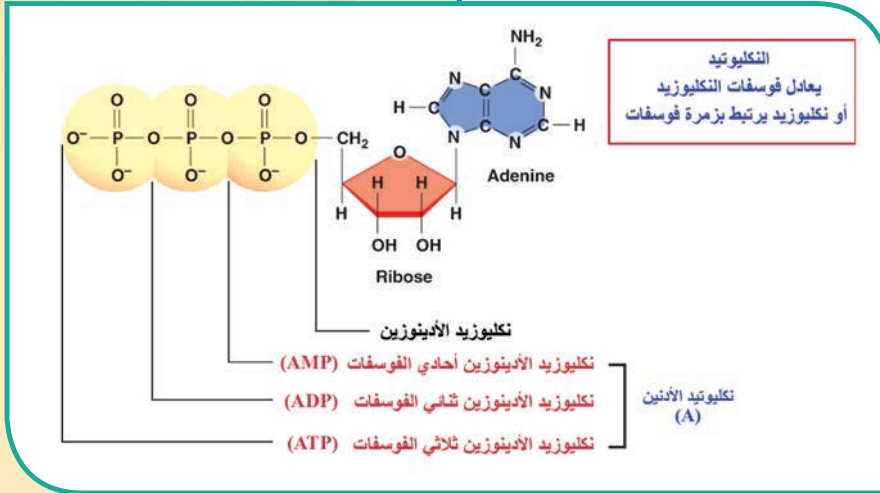 النكليوتيد
يعادل فوسفات النكليوزيد
أو نكليوزيد يرتبط بزمرة فوسفات
NH₂
N
N
C
C
C
C
C
H
H
N
N
Adenine
O O O
O⁻ P O P O P O CH₂
O⁻ O⁻ O⁻
O
H H
H H
OH OH
Ribose
نكليوزيد الأدينوزين
نكليوزيد الأدينوزين أحادي الفوسفات (AMP)
نكليوزيد الأدينوزين ثنائي الفوسفات (ADP)
نكليوزيد الأدينوزين ثلاثي الفوسفات (ATP)
نكليوتيد الأدنين
(A)